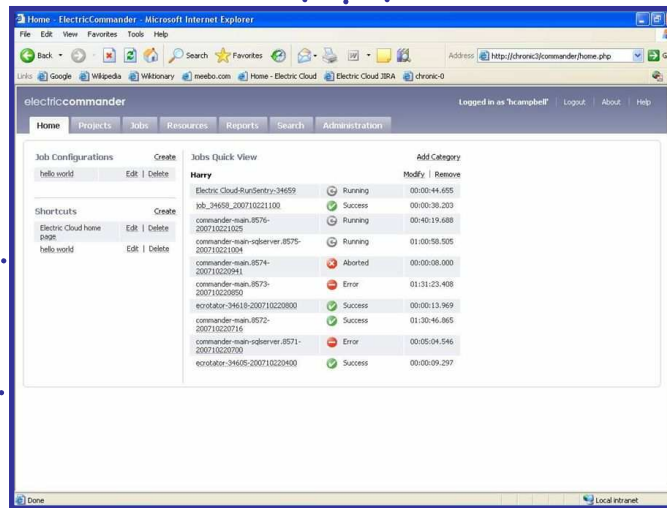 Home - ElectricCommander - Microsoft Internet Explorer
File Edit View Favorites Tools Help
Back Search Favorites Address http://chronic3/commander/home.php
Links Google Wikipedia Wiktionary meebo.com Home - Electric Cloud Electric Cloud JIRA chronic-0
electriccommander
Logged in as 'hcampbell' Logout About Help
Home Projects Jobs Resources Reports Search Administration
Job Configurations Create
hello world Edit | Delete
Shortcuts Create
Electric Cloud home page Edit | Delete
hello world Edit | Delete
Jobs Quick View Add Category
Harry Modify | Remove
Electric Cloud-RunSentry-34659 Running 00:00:44.655
job_34658_200710221100 Success 00:00:38.203
commander-main.8576-
200710221025 Running 00:40:19.688
commander-main-sqlserver.8575-
200710221004 Running 01:00:58.505
commander-main.8574-
200710220941 Aborted 00:00:08.000
commander-main.8573-
200710220850 Error 01:31:23.408
ecrotator-34618-200710220800 Success 00:00:13.969
commander-main.8572-
200710220716 Success 01:30:46.865
commander-main-sqlserver.8571-
200710220700 Error 00:05:04.546
ecrotator-34605-200710220400 Success 00:00:09.297
Done Local intranet